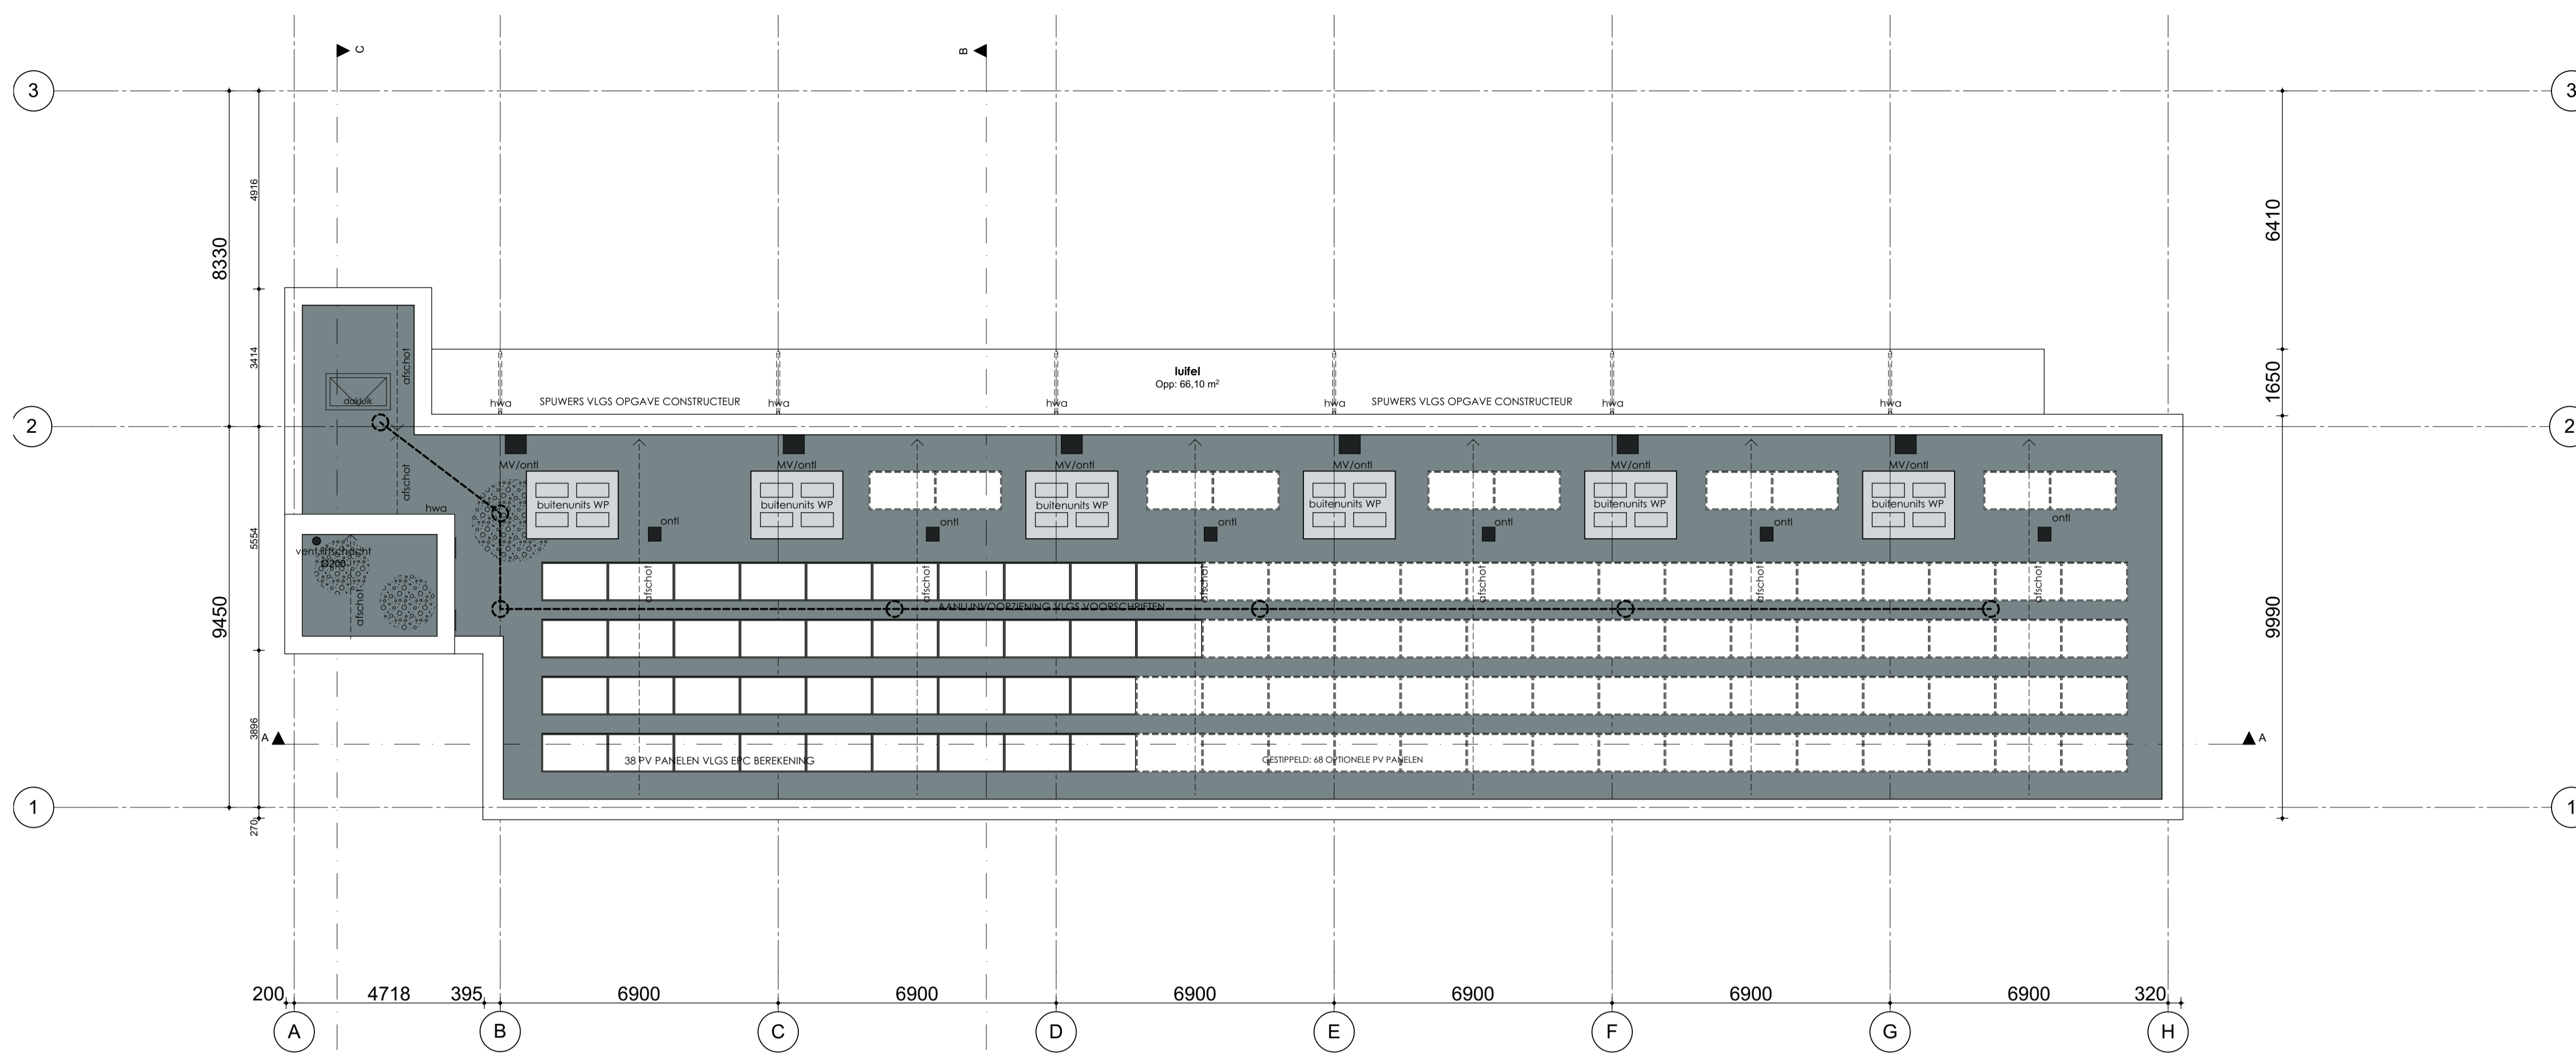 C
B
3
3
4916
8330
6410
3414
1650
afschot
luifel
Opp: 66,10 m²
dakluik
hwa
SPUWERS VLGS OPGAVE CONSTRUCTEUR
hwa
hwa
hwa
SPUWERS VLGS OPGAVE CONSTRUCTEUR
hwa
hwa
2
2
MV/ontl
MV/ontl
MV/ontl
MV/ontl
MV/ontl
MV/ontl
afschot
buitenunits WP
buitenunits WP
buitenunits WP
buitenunits WP
buitenunits WP
buitenunits WP
hwa
ontl
ontl
ontl
ontl
ontl
ontl
5554
vent.liftschacht
Ø200
afschot
afschot
afschot
afschot
afschot
afschot
afschot
AANLIJNVOORZIENING VLGS VOORSCHRIFTEN
9450
9990
3896
A
A
38 PV PANELEN VLGS EPC BEREKENING
GESTIPPELD: 68 OPTIONELE PV PANELEN
1
1
270
200
4718
395
6900
6900
6900
6900
6900
6900
320
A
B
C
D
E
F
G
H